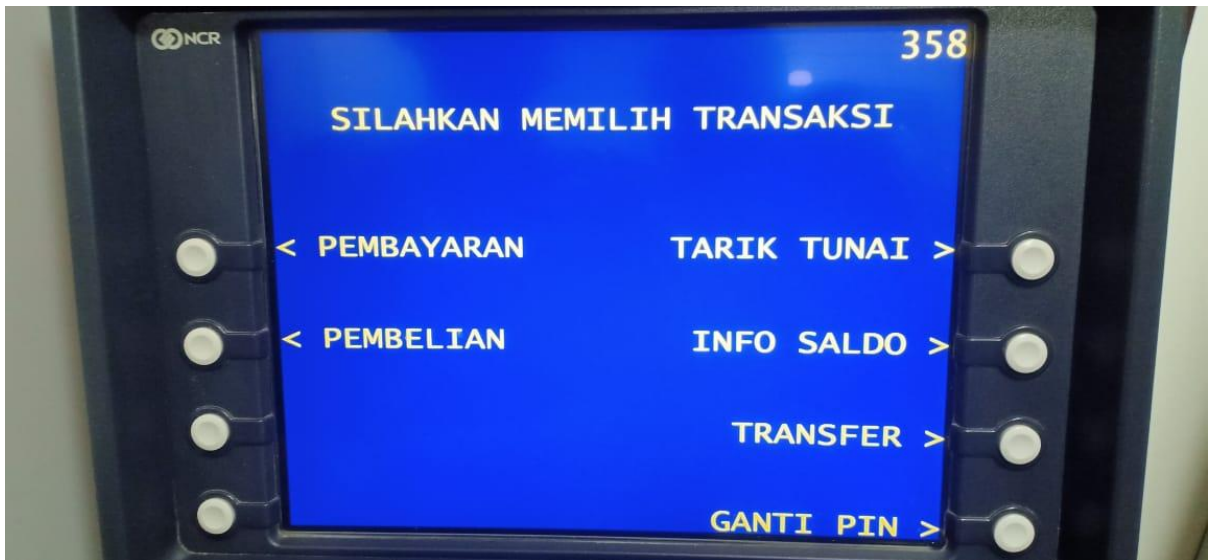 NCR
358
SILAHKAN MEMILIH TRANSAKSI
< PEMBAYARAN TARIK TUNAI >
< PEMBELIAN INFO SALDO >
TRANSFER >
GANTI PIN >